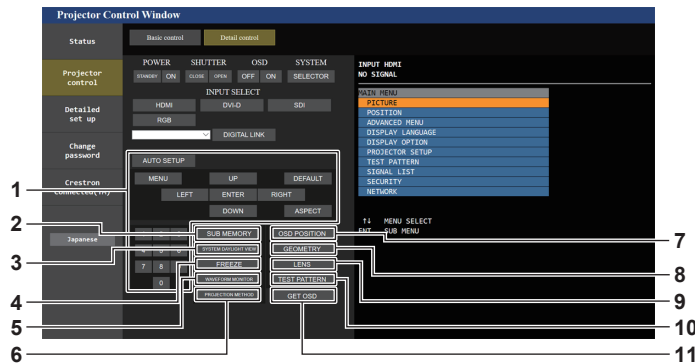 Projector Control Window
Status
Basic control
Detail control
POWER SHUTTER OSD SYSTEM
STANDBY ON CLOSE OPEN OFF ON SELECTOR
INPUT SELECT
HDMI DVI-D SDI
RGB
DIGITAL LINK
Projector
control
Detailed
set up
Change
password
Crestron
Connected(TM)
Japanese
AUTO SETUP
MENU UP DEFAULT
LEFT ENTER RIGHT
DOWN ASPECT
SUB MEMORY OSD POSITION
SYSTEM DAYLIGHT VIEW GEOMETRY
7 8 FREEZE LENS
WAVEFORM MONITOR TEST PATTERN
0
PROJECTION METHOD GET OSD
INPUT HDMI
NO SIGNAL
MAIN MENU
PICTURE
POSITION
ADVANCED MENU
DISPLAY LANGUAGE
DISPLAY OPTION
PROJECTOR SETUP
TEST PATTERN
SIGNAL LIST
SECURITY
NETWORK
↑↓ MENU SELECT
ENT SUB MENU
1
2
3
4
5
6
7
8
9
10
11